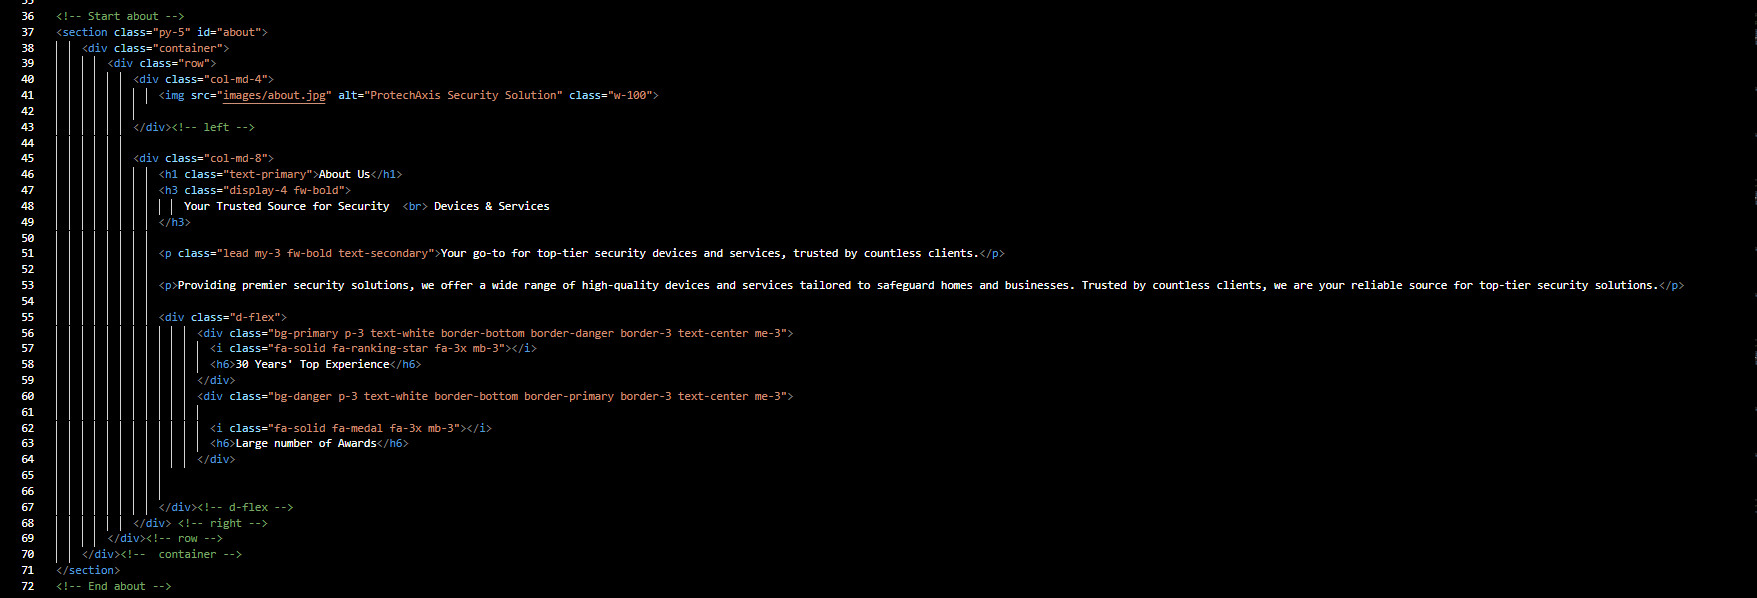 35
36 <!-- Start about -->
37 <section class="py-5" id="about">
38 <div class="container">
39 <div class="row">
40 <div class="col-md-4">
41 <img src="images/about.jpg" alt="ProtechAxis Security Solution" class="w-100">
42
43 </div><!-- left -->
44
45 <div class="col-md-8">
46 <h1 class="text-primary">About Us</h1>
47 <h3 class="display-4 fw-bold">
48 Your Trusted Source for Security  <br> Devices & Services
49 </h3>
50
51 <p class="lead my-3 fw-bold text-secondary">Your go-to for top-tier security devices and services, trusted by countless clients.</p>
52
53 <p>Providing premier security solutions, we offer a wide range of high-quality devices and services tailored to safeguard homes and businesses. Trusted by countless clients, we are your reliable source for top-tier security solutions.</p>
54
55 <div class="d-flex">
56 <div class="bg-primary p-3 text-white border-bottom border-danger border-3 text-center me-3">
57 <i class="fa-solid fa-ranking-star fa-3x mb-3"></i>
58 <h6>30 Years' Top Experience</h6>
59 </div>
60 <div class="bg-danger p-3 text-white border-bottom border-primary border-3 text-center me-3">
61
62 <i class="fa-solid fa-medal fa-3x mb-3"></i>
63 <h6>Large number of Awards</h6>
64 </div>
65
66
67 </div><!-- d-flex -->
68 </div> <!-- right -->
69 </div><!-- row -->
70 </div><!--  container -->
71 </section>
72 <!-- End about -->